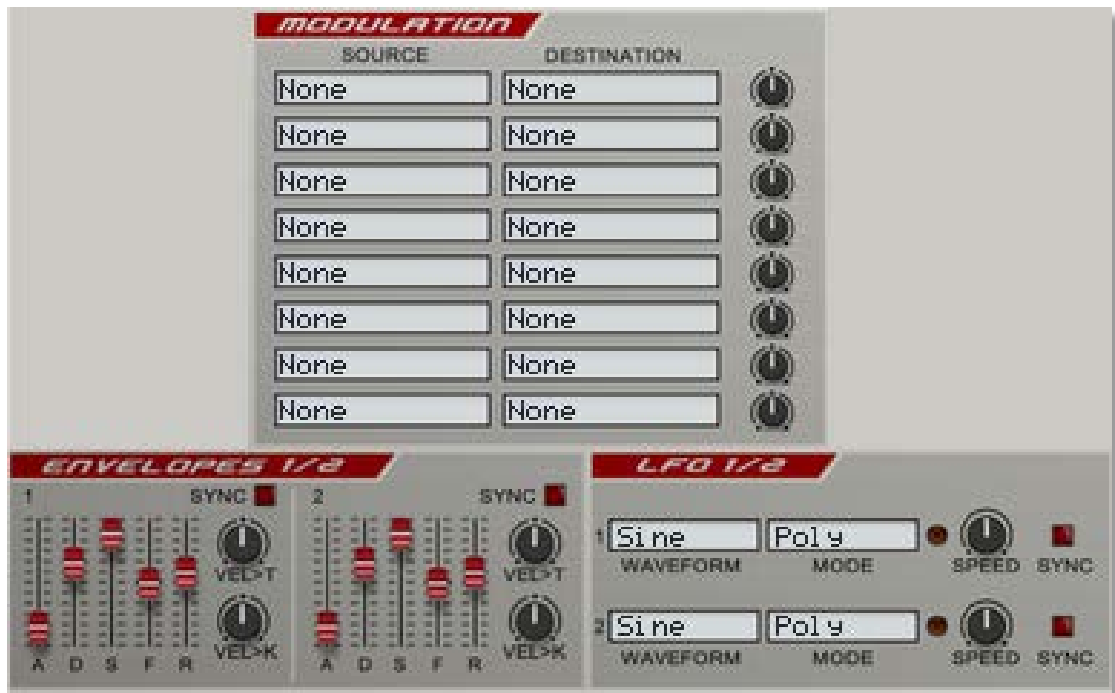 MODULATION
SOURCE DESTINATION
None None
None None
None None
None None
None None
None None
None None
None None
ENVELOPES 1/2
1 SYNC 2 SYNC
VEL>T VEL>T
VEL>K VEL>K
A D S F R A D S F R
LFO 1/2
1 Sine Poly
WAVEFORM MODE SPEED SYNC
2 Sine Poly
WAVEFORM MODE SPEED SYNC